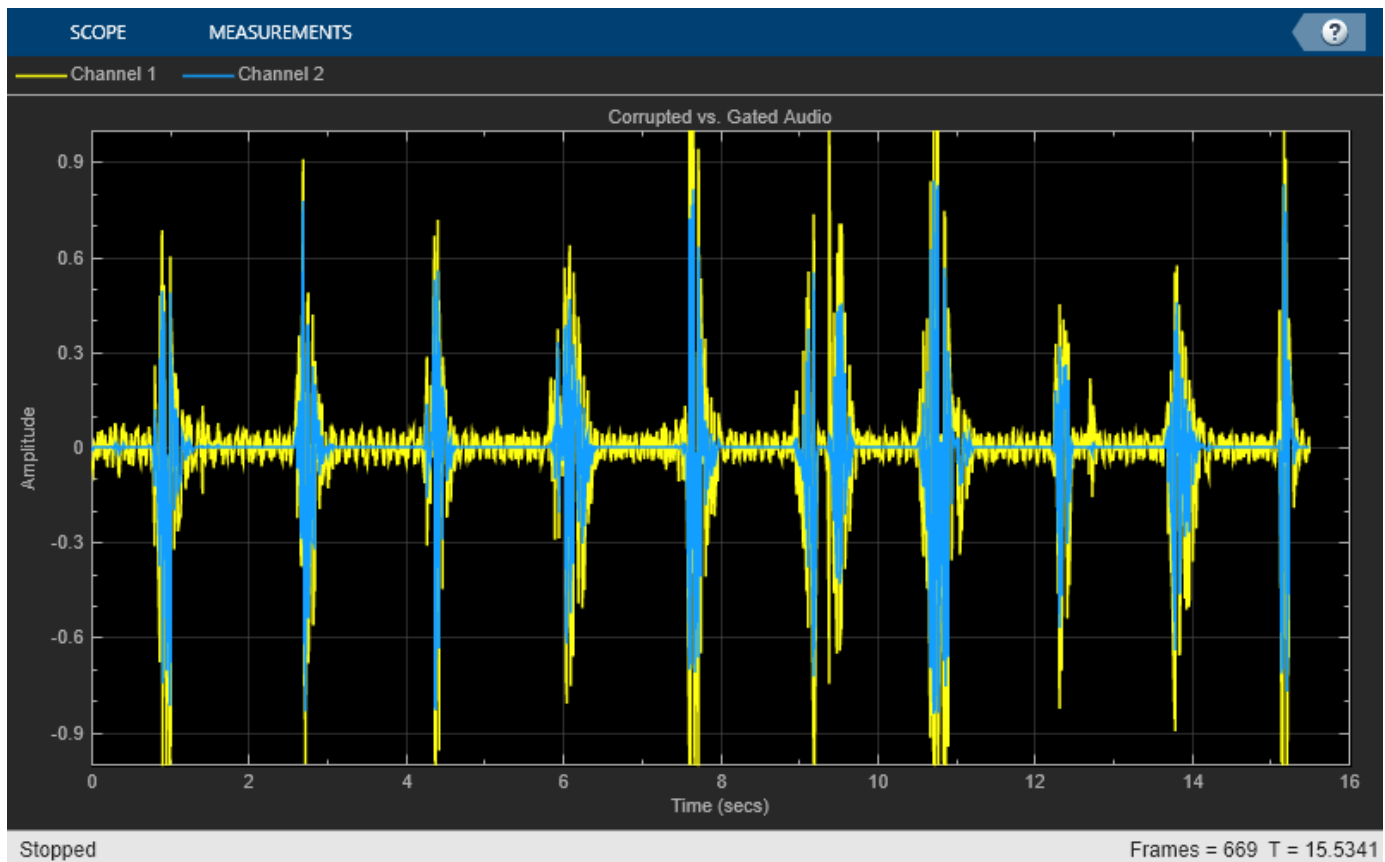 SCOPE MEASUREMENTS ?
Channel 1 Channel 2
Corrupted vs. Gated Audio
0.9
0.6
0.3
0
-0.3
-0.6
-0.9
Amplitude
0 2 4 6 8 10 12 14 16
Time (secs)
Stopped Frames = 669 T = 15.5341